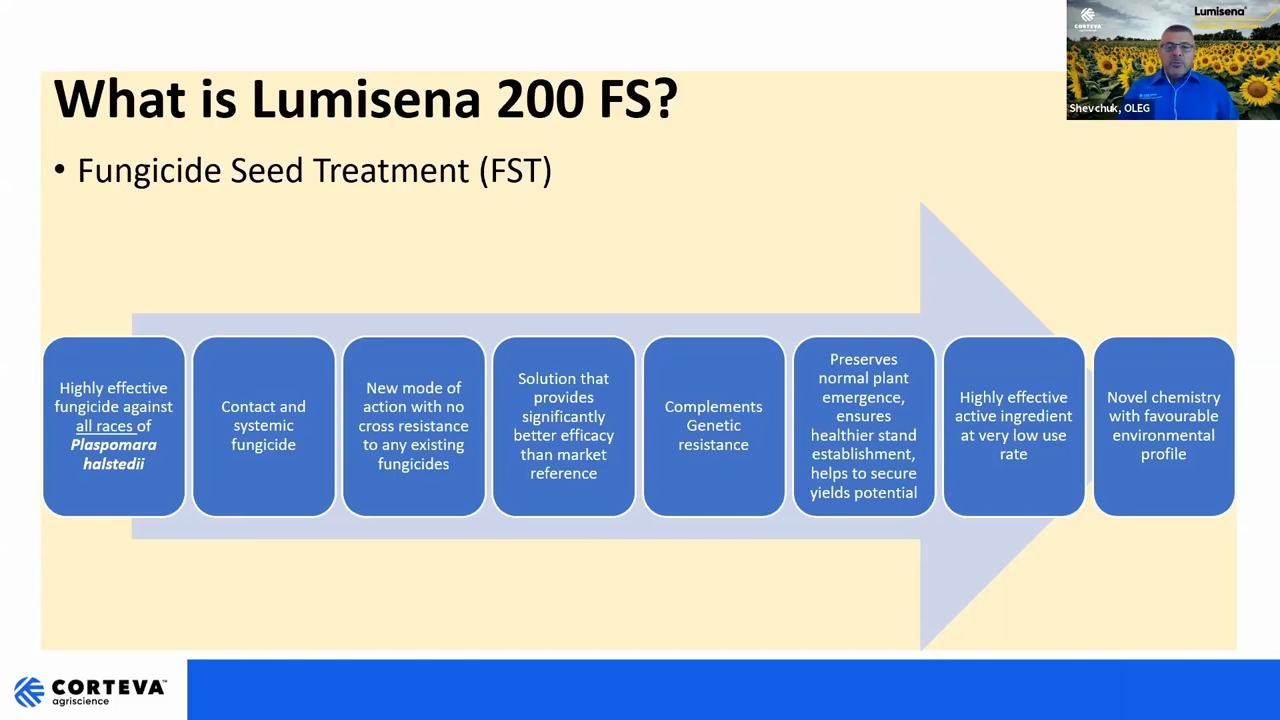 What is Lumisena 200 FS?
• Fungicide Seed Treatment (FST)
Highly effective
fungicide against
all races of
Plaspomara
halstedii
Contact and
systemic
fungicide
New mode of
action with no
cross resistance
to any existing
fungicides
Solution that
provides
significantly
better efficacy
than market
reference
Complements
Genetic
resistance
Preserves
normal plant
emergence,
ensures
healthier stand
establishment,
helps to secure
yields potential
Highly effective
active ingredient
at very low use
rate
Novel chemistry
with favourable
environmental
profile
CORTEVA
agriscience
Lumisena
Shevchuk, OLEG
CORTEVA™
agriscience